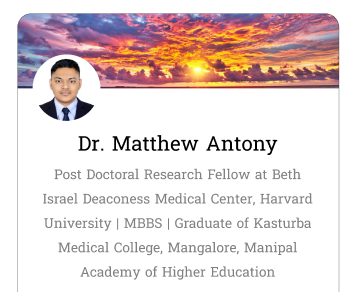 Dr. Matthew Antony
Post Doctoral Research Fellow at Beth
Israel Deaconess Medical Center, Harvard
University | MBBS | Graduate of Kasturba
Medical College, Mangalore, Manipal
Academy of Higher Education